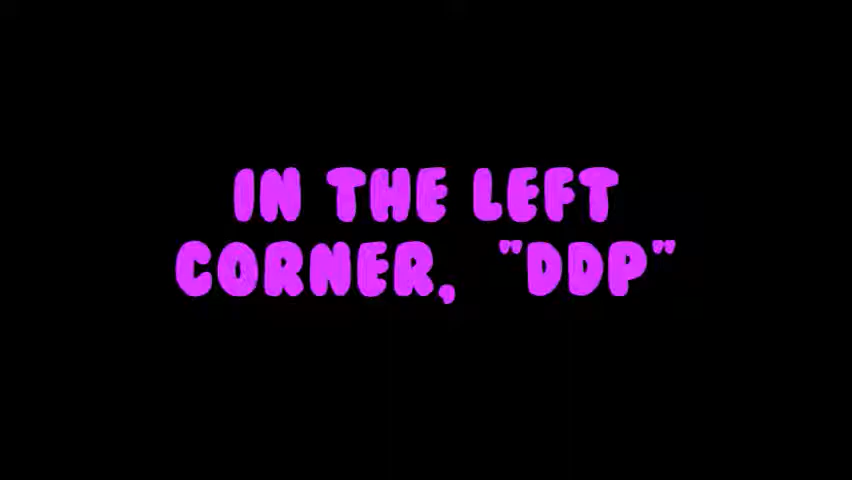 IN THE LEFT
CORNER, "DDP"